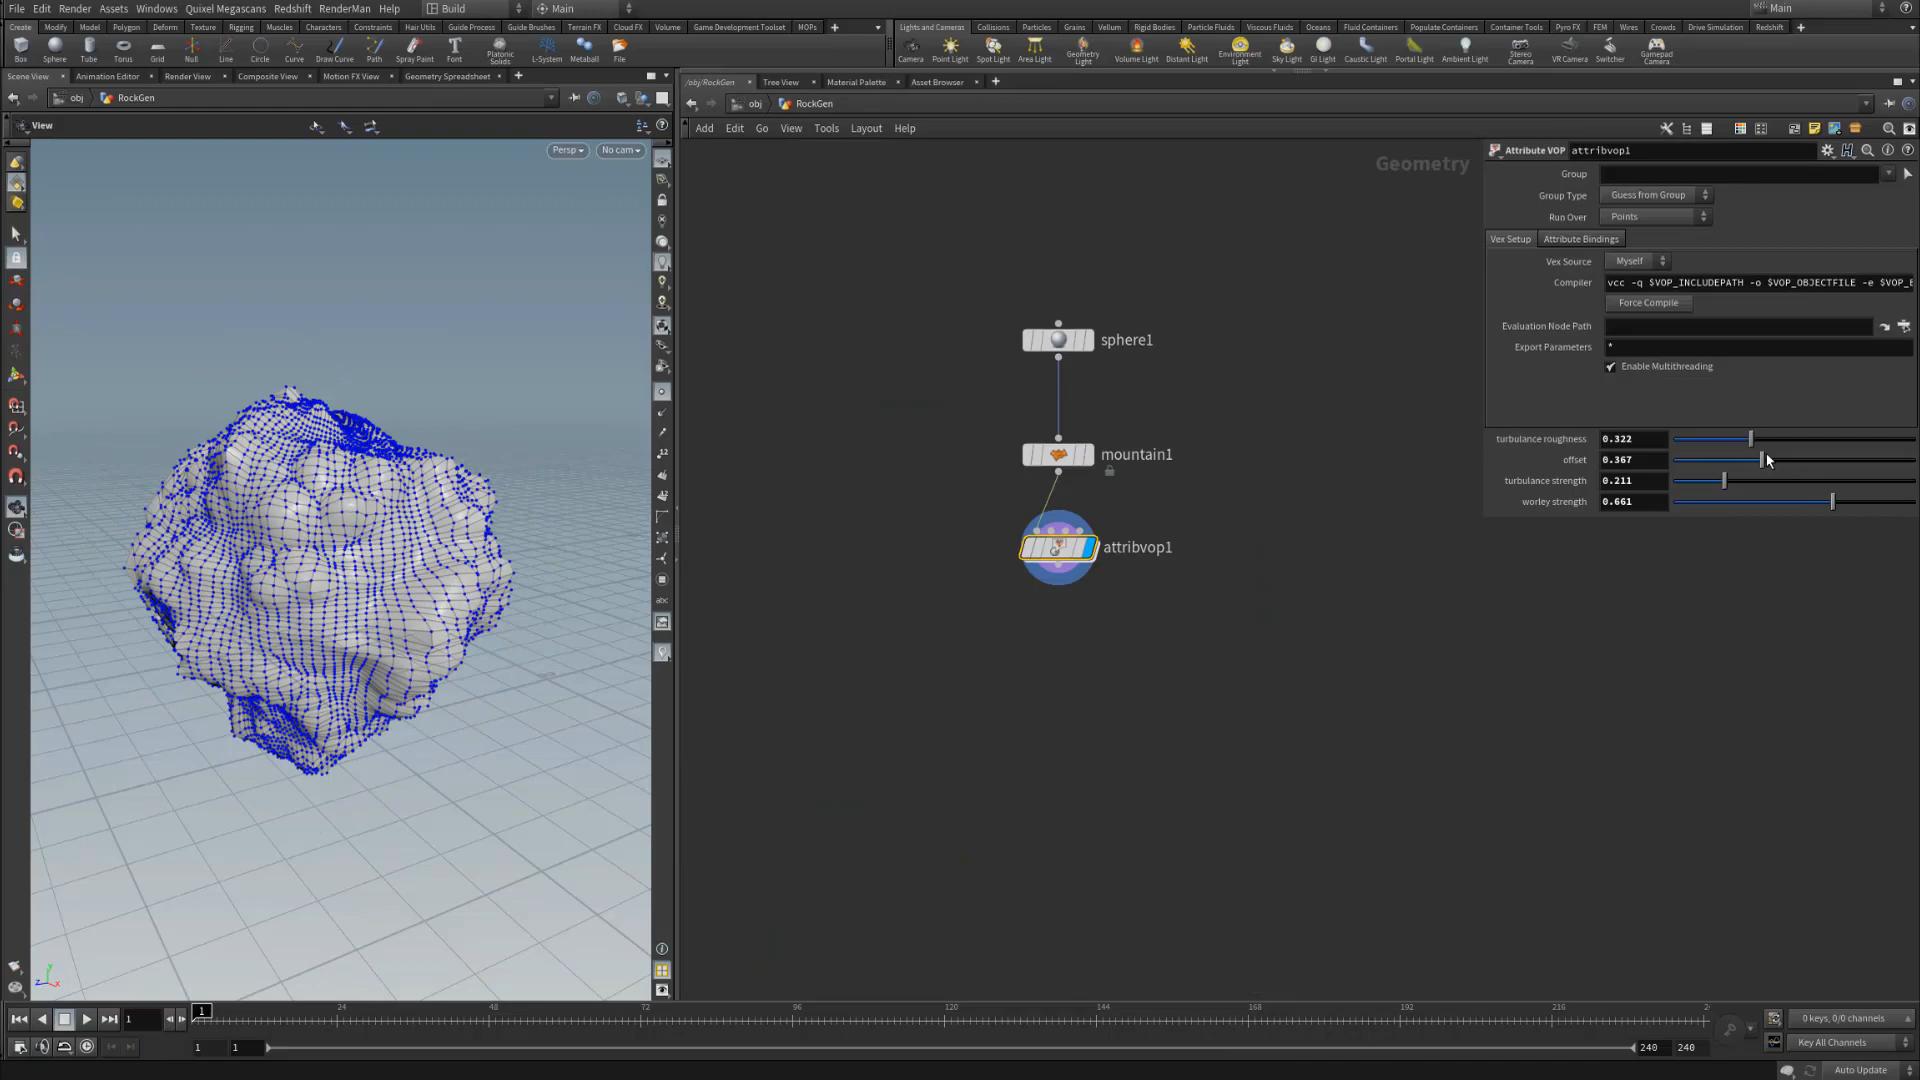 File Edit Render Assets Windows Quixel Megascans Redshift RenderMan Help Build Main Main
Create Modify Model Polygon Deform Texture Rigging Muscles Characters Constraints Hair Utils Guide Process Guide Brushes Terrain FX Cloud FX Volume Game Development Toolset MOPs
Lights and Cameras Collisions Particles Grains Vellum Rigid Bodies Particle Fluids Viscous Fluids Oceans Fluid Containers Populate Containers Container Tools Pyro FX FEM Wires Crowds Drive Simulation Redshift
Box Sphere Tube Torus Grid Null Line Circle Curve Draw Curve Path Spray Paint Font Platonic Solids L-System Metaball File
Camera Point Light Spot Light Area Light Geometry Light Volume Light Distant Light Environment Light Sky Light GI Light Caustic Light Portal Light Ambient Light Stereo Camera VR Camera Switcher Gamepad Camera
Scene View Animation Editor Render View Composite View Motion FX View Geometry Spreadsheet
/obj/RockGen Tree View Material Palette Asset Browser
obj RockGen
obj RockGen
View
Add Edit Go View Tools Layout Help
Persp No cam
Geometry
Attribute VOP attribvop1
Group
Group Type Guess from Group
Run Over Points
Vex Setup Attribute Bindings
Vex Source Myself
Compiler vcc -q $VOP_INCLUDEPATH -o $VOP_OBJECTFILE -e $VOP_E
Force Compile
Evaluation Node Path
Export Parameters *
Enable Multithreading
turbulance roughness 0.322
offset 0.367
turbulance strength 0.211
worley strength 0.661
sphere1
mountain1
attribvop1
abc
12
12
y
z x
1
1 24 48 72 96 120 144 168 192 216 2
0 keys, 0/0 channels
1 1 240 240
Key All Channels
Auto Update